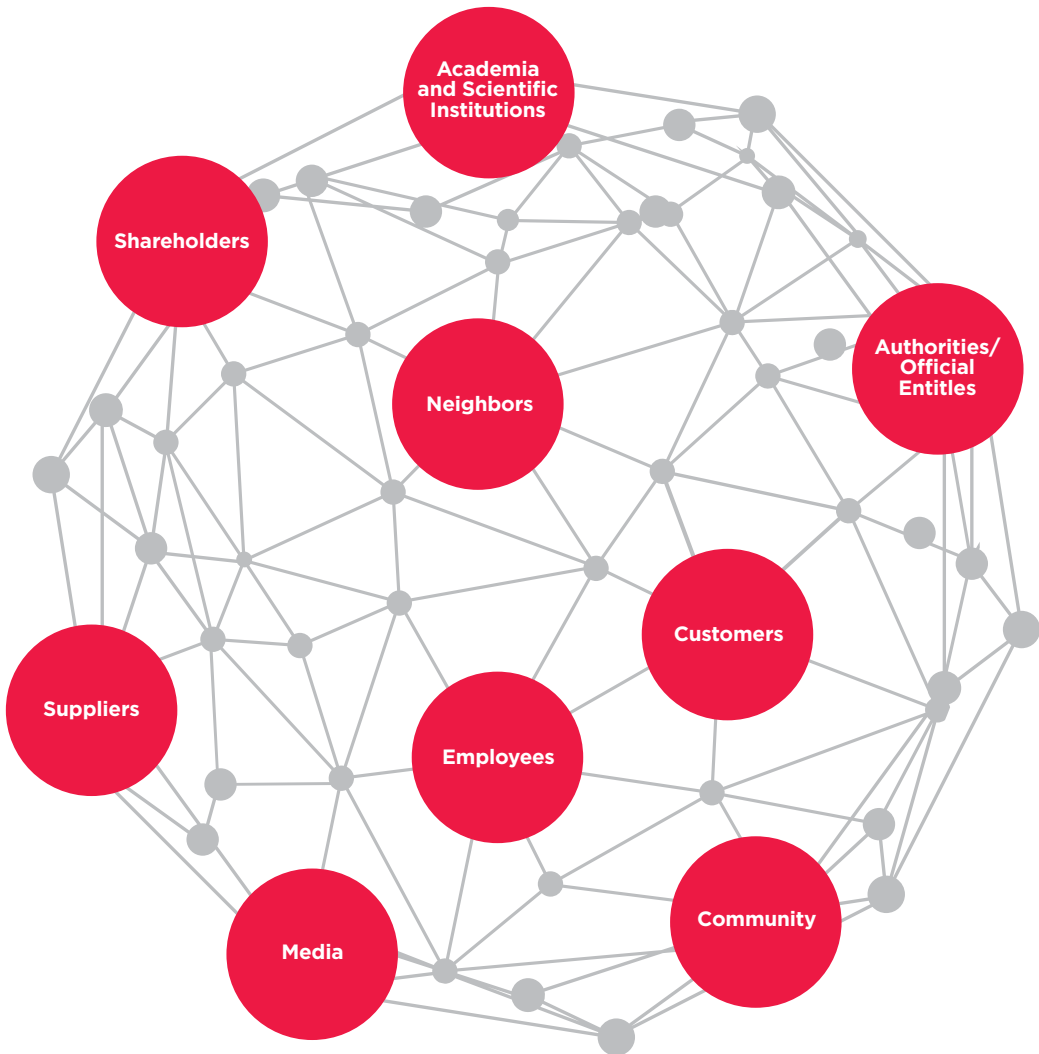 Academia
and Scientific
Institutions
Shareholders
Authorities/
Official
Entitles
Neighbors
Customers
Suppliers
Employees
Community
Media